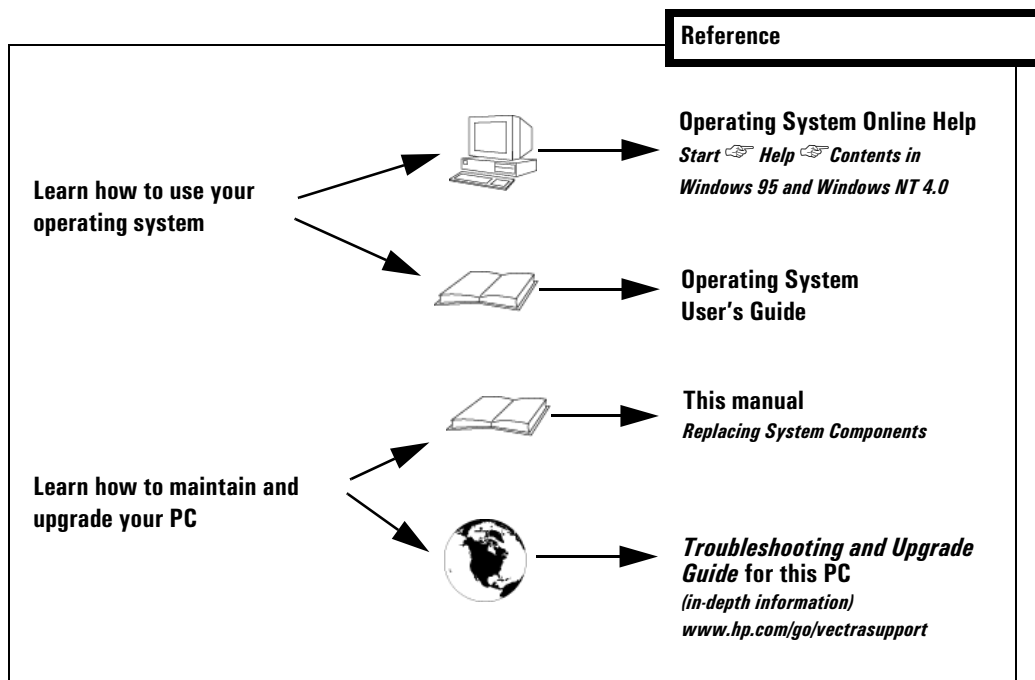 Reference
Learn how to use your
operating system
Operating System Online Help
Start ☞ Help ☞ Contents in
Windows 95 and Windows NT 4.0
Operating System
User's Guide
Learn how to maintain and
upgrade your PC
This manual
Replacing System Components
Troubleshooting and Upgrade
Guide for this PC
(in-depth information)
www.hp.com/go/vectrasupport